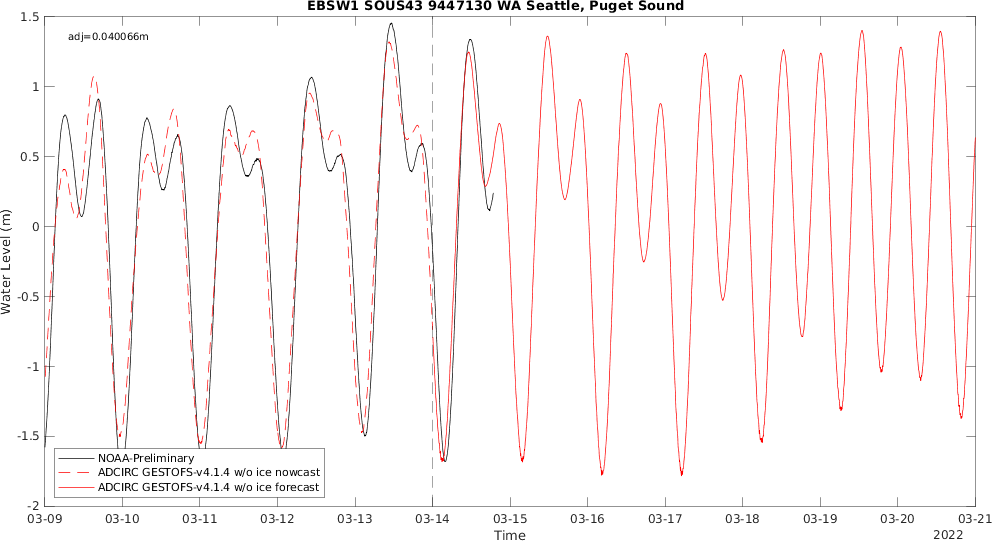 EBSW1 SOUS43 9447130 WA Seattle, Puget Sound
adj=0.040066m
1.5
1
0.5
0
-0.5
-1
-1.5
-2
Water Level (m)
NOAA-Preliminary
ADCIRC GESTOFS-v4.1.4 w/o ice nowcast
ADCIRC GESTOFS-v4.1.4 w/o ice forecast
03-09 03-10 03-11 03-12 03-13 03-14 03-15 03-16 03-17 03-18 03-19 03-20 03-21
Time
2022